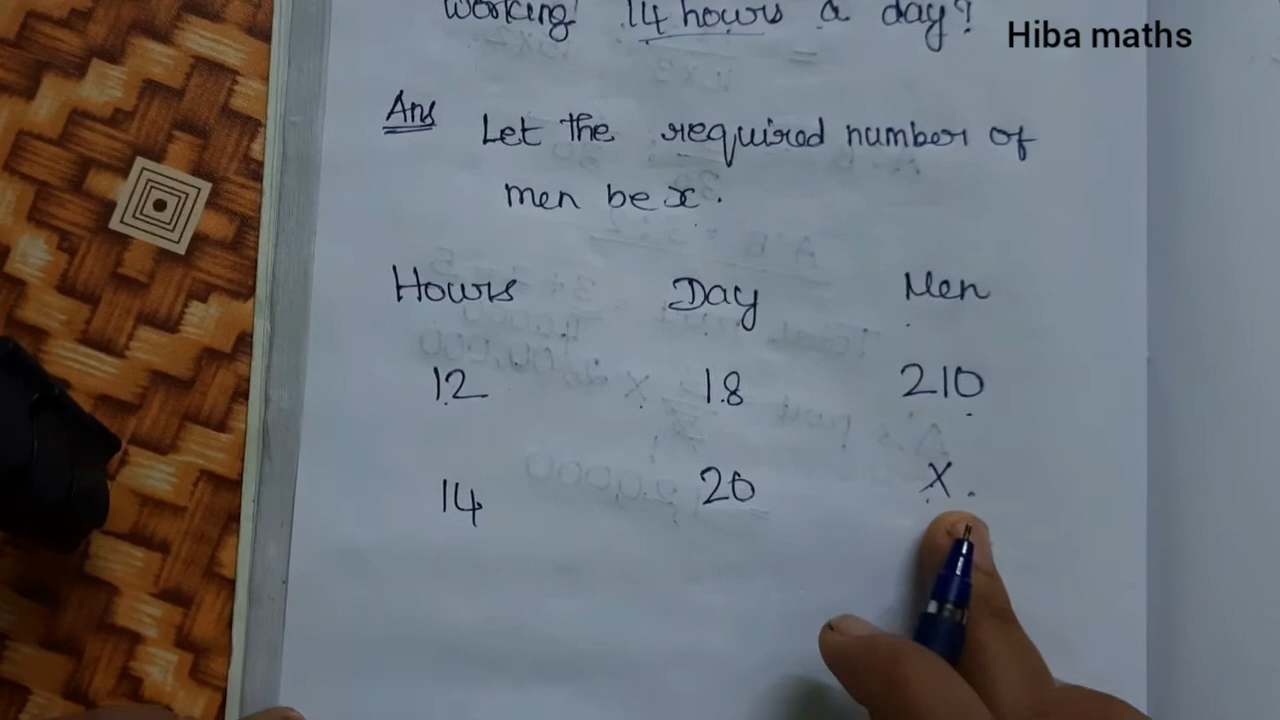 working 14 hours a day?
Hiba maths
Ans Let the required number of
men be x.
Hours Day Men
12 18 210
14 20 x.